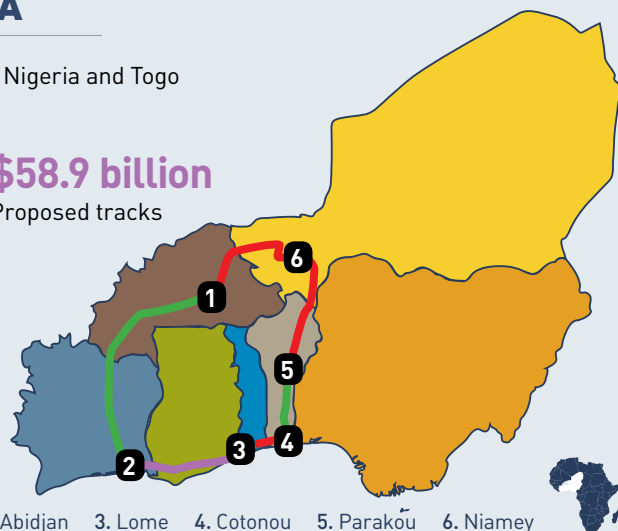 A
Nigeria and Togo
$58.9 billion
Proposed tracks
6
1
5
3
4
2
Abidjan 3. Lome 4. Cotonou 5. Parakou 6. Niamey